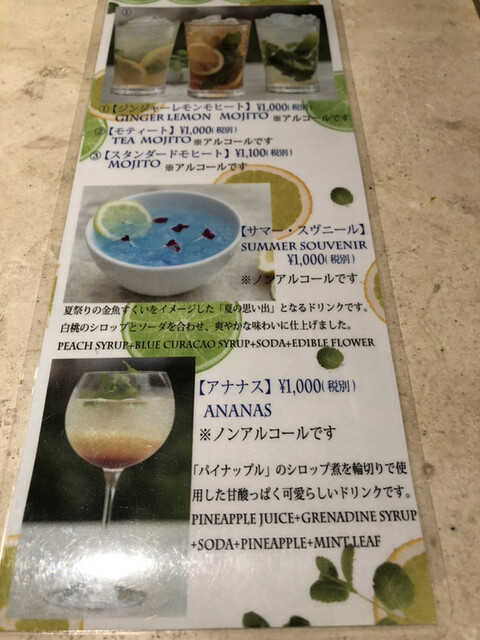 ①
①【ジンジャーレモンモヒート】¥1,000(税別)
GINGER LEMON MOJITO ※アルコールです
②【モティート】¥1,000(税別)
TEA MOJITO ※アルコールです
③【スタンダードモヒート】¥1,100(税別)
MOJITO ※アルコールです
【サマー・スヴニール】
SUMMER SOUVENIR
¥1,000(税別)
※ノンアルコールです
夏祭りの金魚すくいをイメージした「夏の思い出」となるドリンクです。
白桃のシロップとソーダを合わせ、爽やかな味わいに仕上げました。
PEACH SYRUP+BLUE CURACAO SYRUP+SODA+EDIBLE FLOWER
【アナナス】¥1,000(税別)
ANANAS
※ノンアルコールです
「パイナップル」のシロップ煮を輪切りで使
用した甘酸っぱく可愛らしいドリンクです。
PINEAPPLE JUICE+GRENADINE SYRUP
+SODA+PINEAPPLE+MINT LEAF